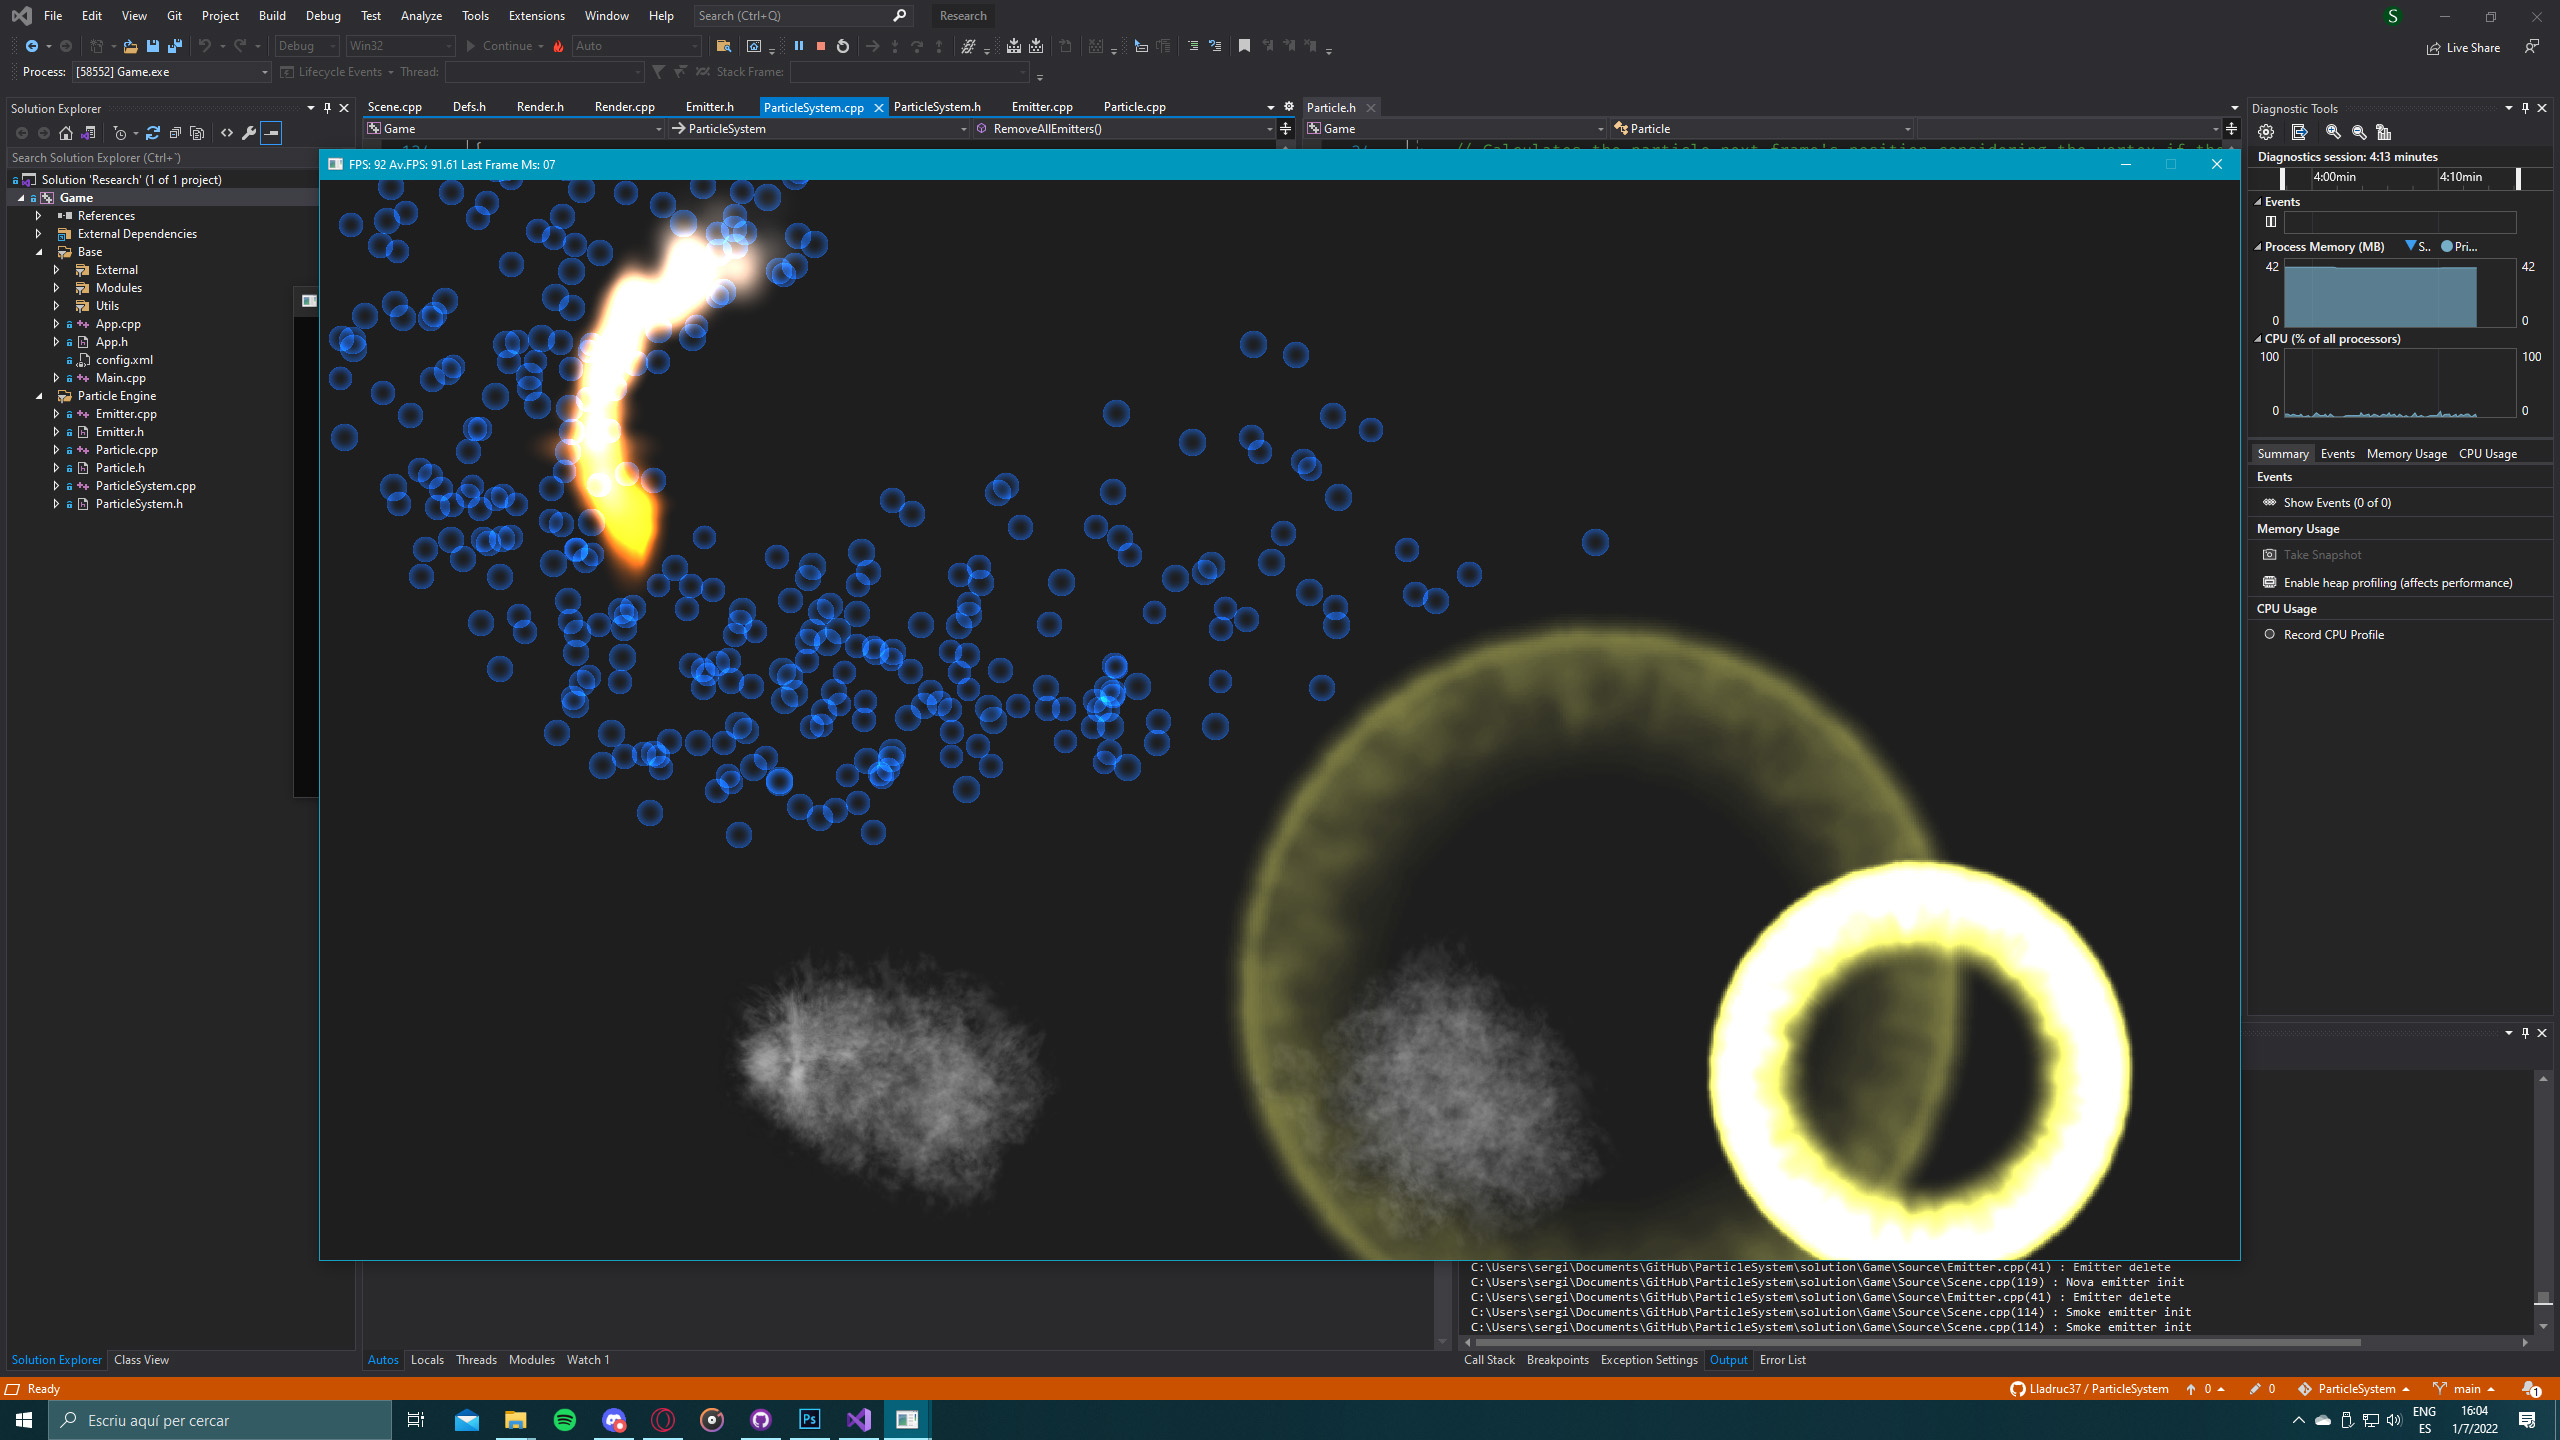 File Edit View Git Project Build Debug Test Analyze Tools Extensions Window Help Search (Ctrl+Q) Research S
Debug Win32 Continue Auto Live Share
Process: [58552] Game.exe Lifecycle Events Thread: Stack Frame:
Solution Explorer
Search Solution Explorer (Ctrl+`)
Solution 'Research' (1 of 1 project)
Game
References
External Dependencies
Base
External
Modules
Utils
App.cpp
App.h
config.xml
Main.cpp
Particle Engine
Emitter.cpp
Emitter.h
Particle.cpp
Particle.h
ParticleSystem.cpp
ParticleSystem.h
Scene.cpp Defs.h Render.h Render.cpp Emitter.h ParticleSystem.cpp ParticleSystem.h Emitter.cpp Particle.cpp
Game ParticleSystem RemoveAllEmitters()
Particle.h
Game Particle
FPS: 92 Av.FPS: 91.61 Last Frame Ms: 07
Diagnostic Tools
Diagnostics session: 4:13 minutes
4:00min 4:10min
Events
Process Memory (MB) S.. Pri...
42 42
0 0
CPU (% of all processors)
100 100
0 0
Summary Events Memory Usage CPU Usage
Events
Show Events (0 of 0)
Memory Usage
Take Snapshot
Enable heap profiling (affects performance)
CPU Usage
Record CPU Profile
C:\Users\sergi\Documents\GitHub\ParticleSystem\solution\Game\Source\Emitter.cpp(41) : Emitter delete
C:\Users\sergi\Documents\GitHub\ParticleSystem\solution\Game\Source\Scene.cpp(119) : Nova emitter init
C:\Users\sergi\Documents\GitHub\ParticleSystem\solution\Game\Source\Emitter.cpp(41) : Emitter delete
C:\Users\sergi\Documents\GitHub\ParticleSystem\solution\Game\Source\Scene.cpp(114) : Smoke emitter init
C:\Users\sergi\Documents\GitHub\ParticleSystem\solution\Game\Source\Scene.cpp(114) : Smoke emitter init
Solution Explorer Class View
Autos Locals Threads Modules Watch 1
Call Stack Breakpoints Exception Settings Output Error List
Ready
Lladruc37 / ParticleSystem 0 0 ParticleSystem main 1
Escriu aquí per cercar
Ps
ENG
ES
16:04
1/7/2022